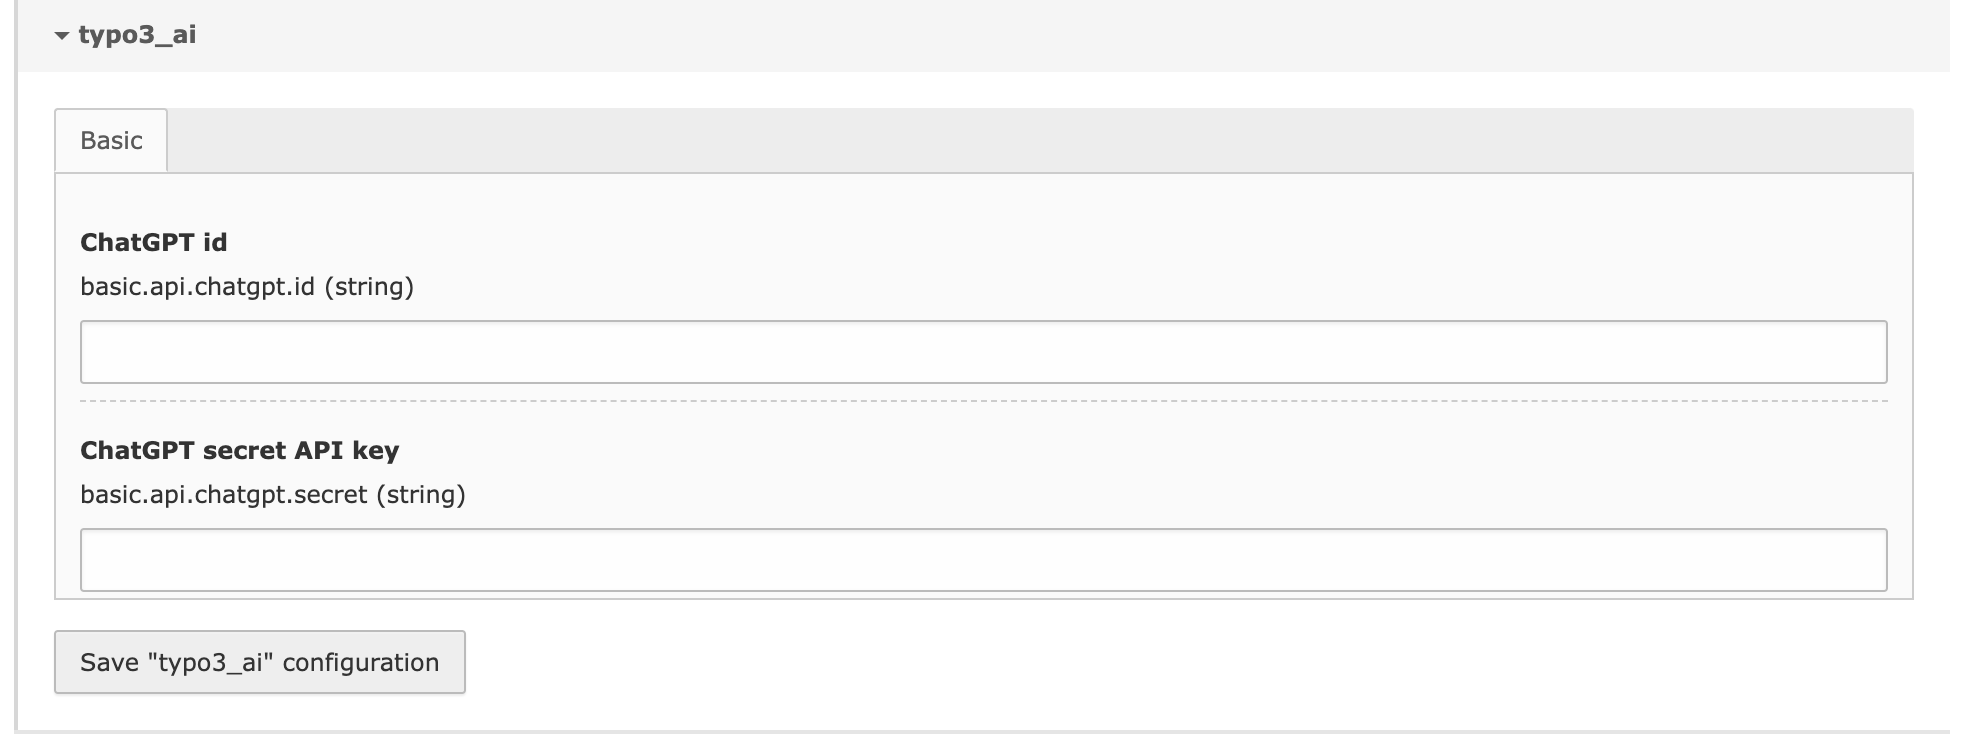 typo3_ai
Basic
ChatGPT id
basic.api.chatgpt.id (string)
ChatGPT secret API key
basic.api.chatgpt.secret (string)
Save "typo3_ai" configuration